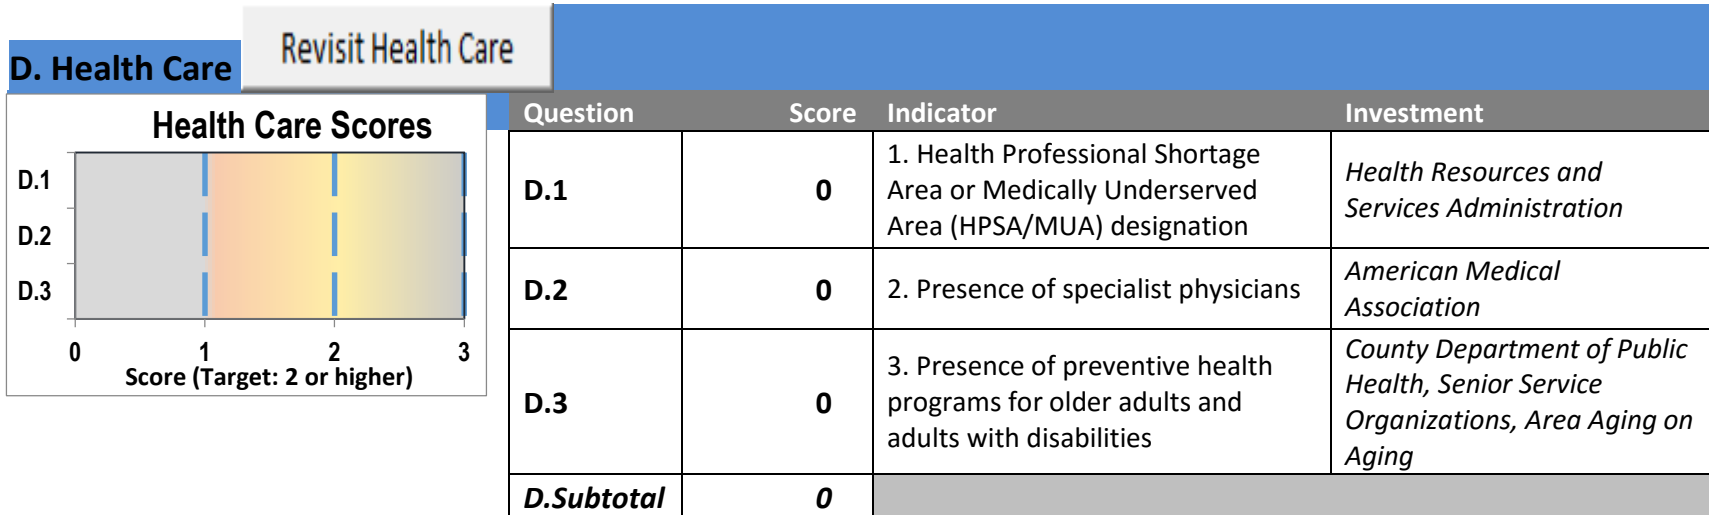 D. Health Care
Revisit Health Care
Health Care Scores
D.1
D.2
D.3
0 1 2 3
Score (Target: 2 or higher)
Question Score Indicator Investment
D.1 0 1. Health Professional Shortage
Area or Medically Underserved
Area (HPSA/MUA) designation
Health Resources and
Services Administration
D.2 0 2. Presence of specialist physicians
American Medical
Association
D.3 0 3. Presence of preventive health
programs for older adults and
adults with disabilities
County Department of Public
Health, Senior Service
Organizations, Area Aging on
Aging
D.Subtotal 0